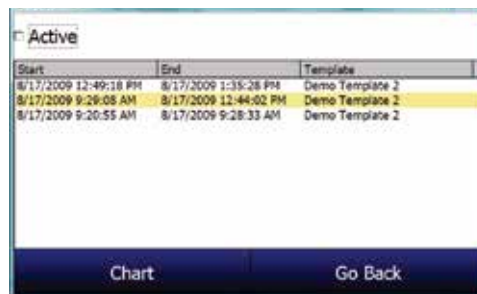 Active
Start End Template
8/17/2009 12:49:18 PM 8/17/2009 1:35:28 PM Demo Template 2
8/17/2009 9:29:05 AM 8/17/2009 12:44:02 PM Demo Template 2
8/17/2009 9:20:55 AM 8/17/2009 9:28:33 AM Demo Template 2
Chart Go Back